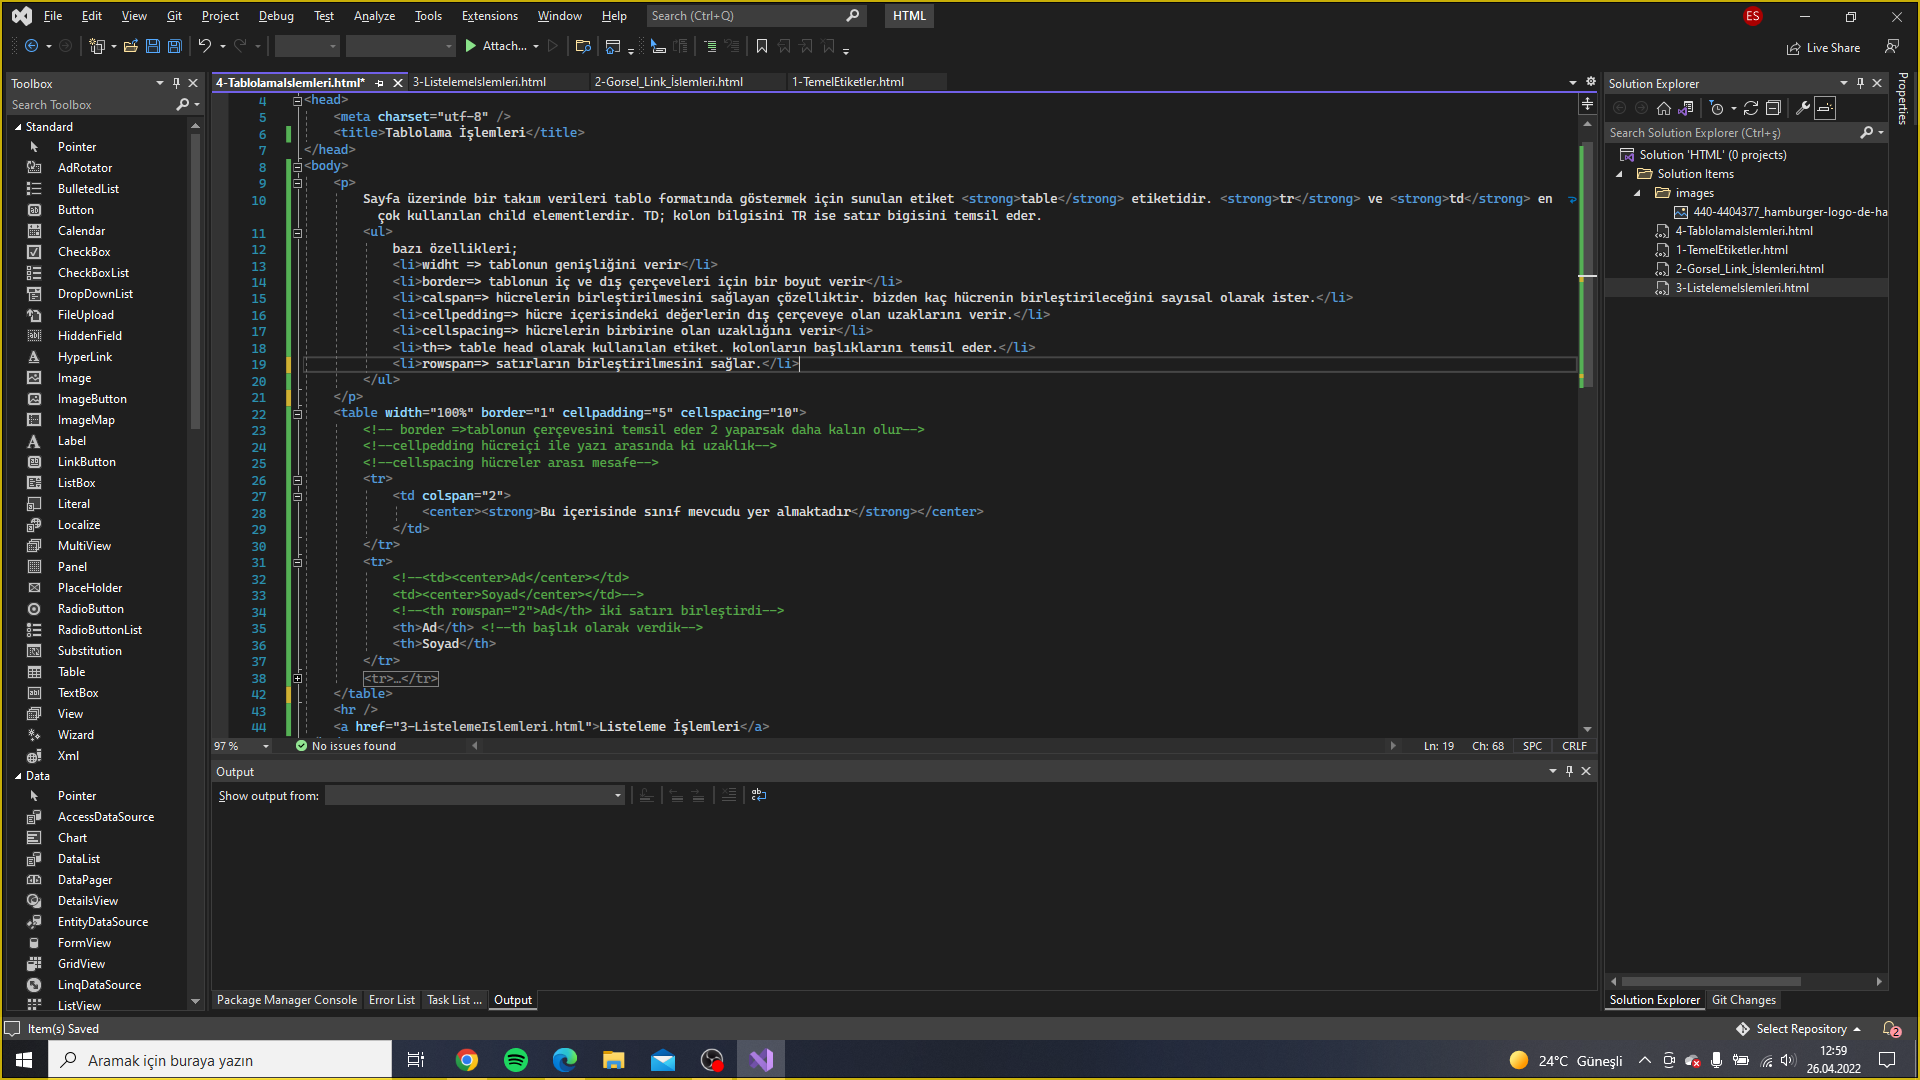 File Edit View Git Project Debug Test Analyze Tools Extensions Window Help Search (Ctrl+Q) HTML ES
Attach... Live Share
Toolbox
Search Toolbox
Standard
Pointer
AdRotator
BulletedList
Button
Calendar
CheckBox
CheckBoxList
DropDownList
FileUpload
HiddenField
HyperLink
Image
ImageButton
ImageMap
Label
LinkButton
ListBox
Literal
Localize
MultiView
Panel
PlaceHolder
RadioButton
RadioButtonList
Substitution
Table
TextBox
View
Wizard
Xml
Data
Pointer
AccessDataSource
Chart
DataList
DataPager
DetailsView
EntityDataSource
FormView
GridView
LinqDataSource
ListView
4-TablolamaIslemleri.html* 3-ListelemeIslemleri.html 2-Gorsel_Link_İslemleri.html 1-TemelEtiketler.html
4 <head>
5 <meta charset="utf-8" />
6 <title>Tablolama İşlemleri</title>
7 </head>
8 <body>
9 <p>
10 Sayfa üzerinde bir takım verileri tablo formatında göstermek için sunulan etiket <strong>table</strong> etiketidir. <strong>tr</strong> ve <strong>td</strong> en
çok kullanılan child elementlerdir. TD; kolon bilgisini TR ise satır bigisini temsil eder.
11 <ul>
12 bazı özellikleri;
13 <li>widht => tablonun genişliğini verir</li>
14 <li>border=> tablonun iç ve dış çerçeveleri için bir boyut verir</li>
15 <li>calspan=> hücrelerin birleştirilmesini sağlayan çözelliktir. bizden kaç hücrenin birleştirileceğini sayısal olarak ister.</li>
16 <li>cellpedding=> hücre içerisindeki değerlerin dış çerçeveye olan uzaklarını verir.</li>
17 <li>cellspacing=> hücrelerin birbirine olan uzaklığını verir</li>
18 <li>th=> table head olarak kullanılan etiket. kolonların başlıklarını temsil eder.</li>
19 <li>rowspan=> satırların birleştirilmesini sağlar.</li>
20 </ul>
21 </p>
22 <table width="100%" border="1" cellpadding="5" cellspacing="10">
23 <!-- border =>tablonun çerçevesini temsil eder 2 yaparsak daha kalın olur-->
24 <!--cellpedding hücreiçi ile yazı arasında ki uzaklık-->
25 <!--cellspacing hücreler arası mesafe-->
26 <tr>
27 <td colspan="2">
28 <center><strong>Bu içerisinde sınıf mevcudu yer almaktadır</strong></center>
29 </td>
30 </tr>
31 <tr>
32 <!--<td><center>Ad</center></td>
33 <td><center>Soyad</center></td>-->
34 <!--<th rowspan="2">Ad</th> iki satırı birleştirdi-->
35 <th>Ad</th> <!--th başlık olarak verdik-->
36 <th>Soyad</th>
37 </tr>
38 <tr>...</tr>
42 </table>
43 <hr />
44 <a href="3-ListelemeIslemleri.html">Listeleme İşlemleri</a>
97 % No issues found Ln: 19 Ch: 68 SPC CRLF
Output
Show output from:
Package Manager Console Error List Task List ... Output
Solution Explorer
Search Solution Explorer (Ctrl+ş)
Solution 'HTML' (0 projects)
Solution Items
images
440-4404377_hamburger-logo-de-ha
4-TablolamaIslemleri.html
1-TemelEtiketler.html
2-Gorsel_Link_İslemleri.html
3-ListelemeIslemleri.html
Solution Explorer Git Changes
Properties
Item(s) Saved Select Repository 2
Aramak için buraya yazın 24°C Güneşli 12:59
26.04.2022